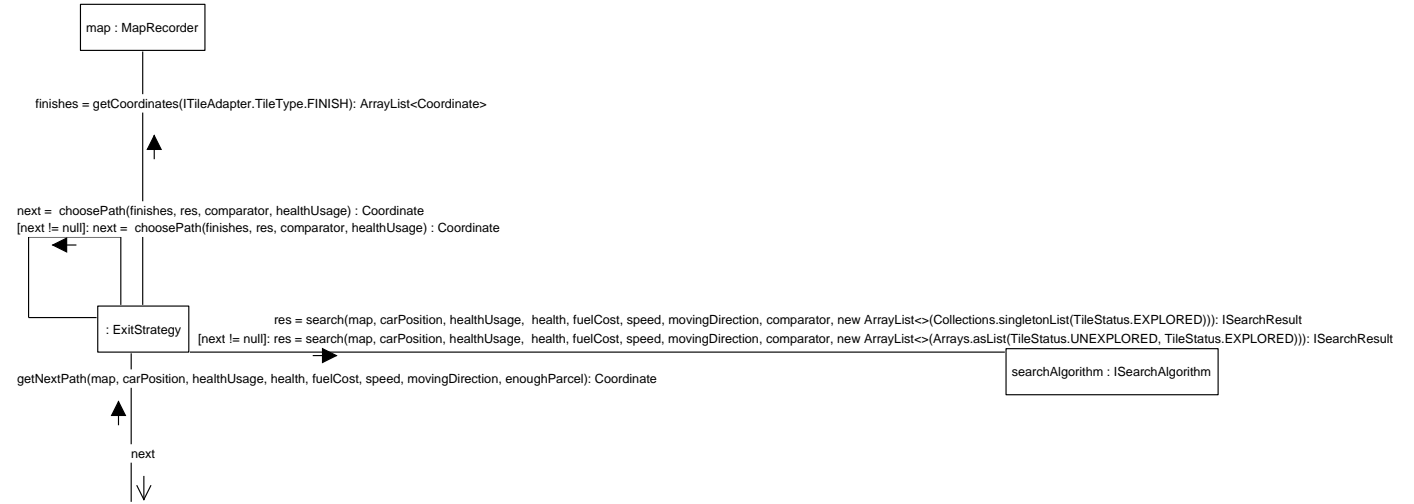 map : MapRecorder
finishes = getCoordinates(ITileAdapter.TileType.FINISH): ArrayList<Coordinate>
next =  choosePath(finishes, res, comparator, healthUsage) : Coordinate
[next != null]: next =  choosePath(finishes, res, comparator, healthUsage) : Coordinate
: ExitStrategy
res = search(map, carPosition, healthUsage,  health, fuelCost, speed, movingDirection, comparator, new ArrayList<>(Collections.singletonList(TileStatus.EXPLORED))): ISearchResult
[next != null]: res = search(map, carPosition, healthUsage,  health, fuelCost, speed, movingDirection, comparator, new ArrayList<>(Arrays.asList(TileStatus.UNEXPLORED, TileStatus.EXPLORED))): ISearchResult
searchAlgorithm : ISearchAlgorithm
getNextPath(map, carPosition, healthUsage, health, fuelCost, speed, movingDirection, enoughParcel): Coordinate
next